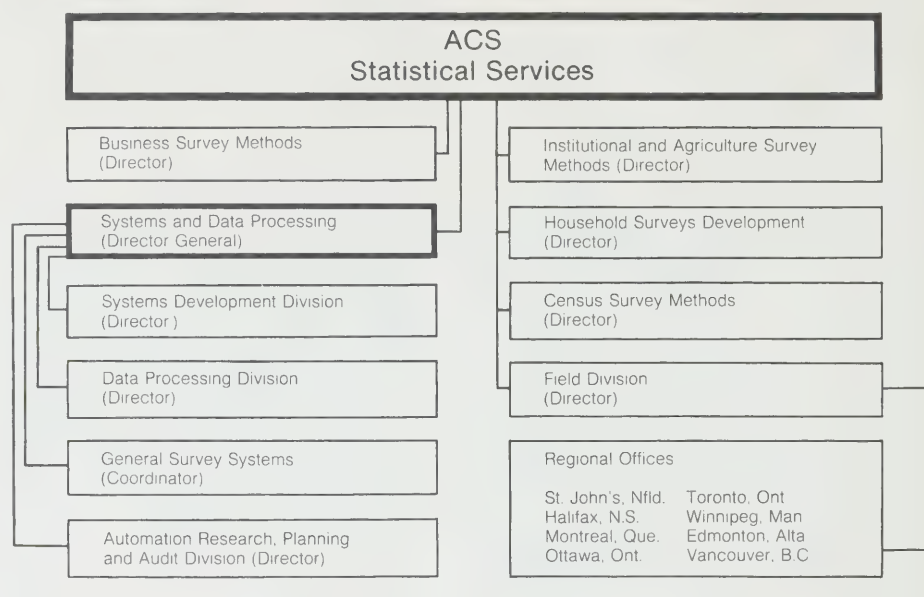 ACS
Statistical Services
Business Survey Methods
(Director)
Systems and Data Processing
(Director General)
Systems Development Division
(Director)
Data Processing Division
(Director)
General Survey Systems
(Coordinator)
Automation Research, Planning
and Audit Division (Director)
Institutional and Agriculture Survey
Methods (Director)
Household Surveys Development
(Director)
Census Survey Methods
(Director)
Field Division
(Director)
Regional Offices
St. John's, Nfld. Toronto, Ont
Halifax, N.S. Winnipeg, Man
Montreal, Que. Edmonton, Alta
Ottawa, Ont. Vancouver, B.C